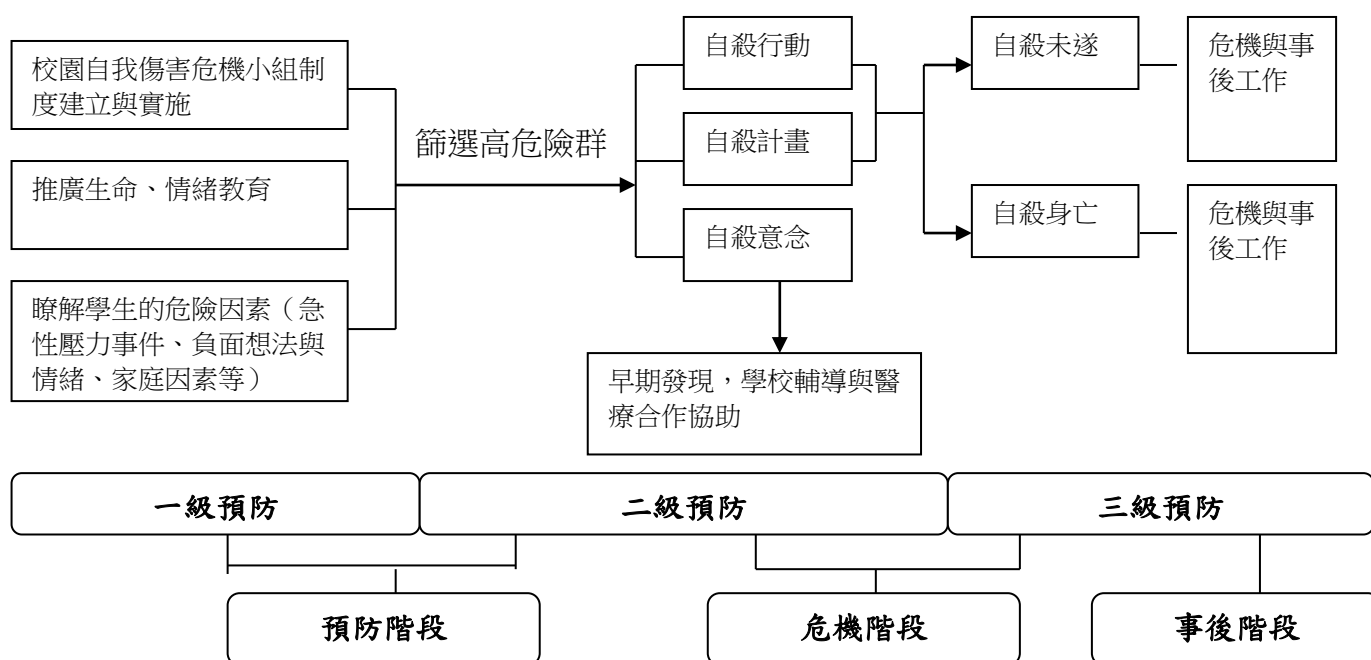 校園自我傷害危機小組制
度建立與實施
推廣生命、情緒教育
瞭解學生的危險因素（急
性壓力事件、負面想法與
情緒、家庭因素等）
篩選高危險群
自殺行動
自殺計畫
自殺意念
早期發現，學校輔導與醫
療合作協助
自殺未遂
危機與事
後工作
自殺身亡
危機與事
後工作
一級預防
二級預防
三級預防
預防階段
危機階段
事後階段